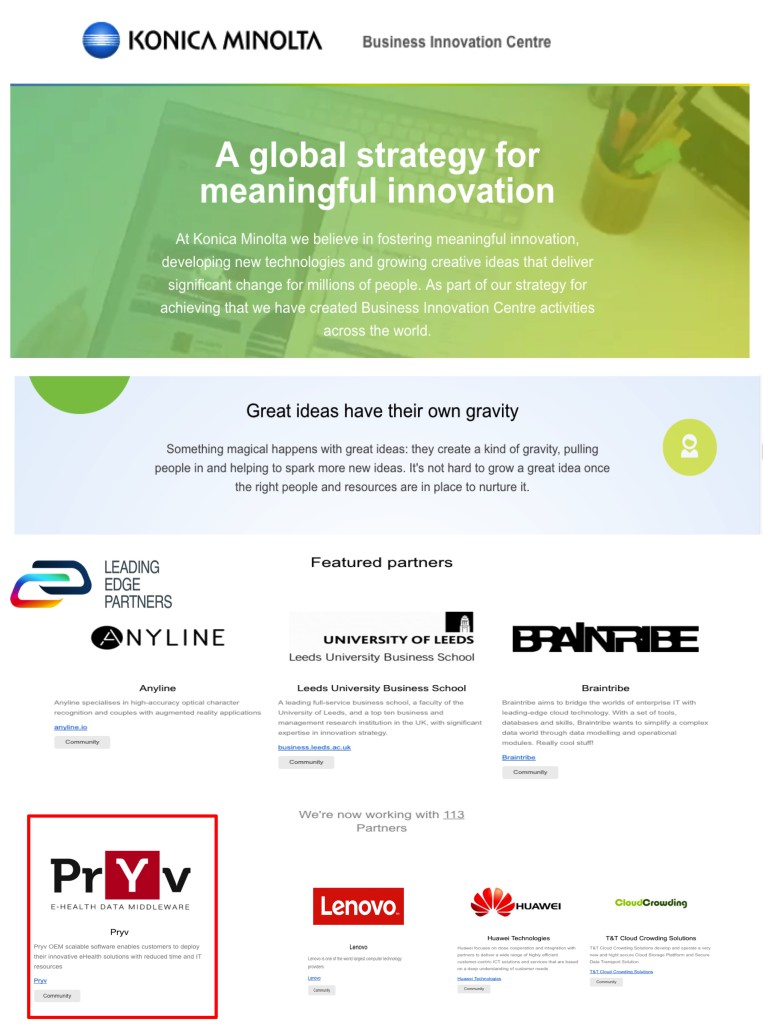 KONICA MINOLTA Business Innovation Centre
A global strategy for
meaningful innovation
At Konica Minolta we believe in fostering meaningful innovation,
developing new technologies and growing creative ideas that deliver
significant change for millions of people. As part of our strategy for
achieving that we have created Business Innovation Centre activities
across the world.
Great ideas have their own gravity
Something magical happens with great ideas: they create a kind of gravity, pulling
people in and helping to spark more new ideas. It's not hard to grow a great idea once
the right people and resources are in place to nurture it.
LEADING
EDGE
PARTNERS
Featured partners
ANYLINE
Anyline
Anyline specialises in high-accuracy optical character
recognition and couples with augmented reality applications
anyline.io
Community
UNIVERSITY OF LEEDS
Leeds University Business School
Leeds University Business School
A leading full-service business school, a faculty of the
University of Leeds, and a top ten business and
management research institution in the UK, with significant
expertise in innovation strategy.
business.leeds.ac.uk
Community
BRAINTRIBE
Braintribe
Braintribe aims to bridge the worlds of enterprise IT with
leading-edge cloud technology. With a set of tools,
databases and skills, Braintribe wants to simplify a complex
data world through data modelling and operational
modules. Really cool stuff!
Braintribe
Community
We're now working with 113
Partners
PrYv
E-HEALTH DATA MIDDLEWARE
Pryv
Pryv OEM scalable software enables customers to deploy
their innovative eHealth solutions with reduced time and IT
resources
Pryv
Community
Lenovo
Lenovo
Lenovo is one of the world largest computer technology
providers
Lenovo
Community
HUAWEI
Huawei Technologies
Huawei focuses on close cooperation and integration with
partners to deliver a wide range of highly efficient
customer-centric ICT solutions and services that are based
on a deep understanding of customer needs
Huawei Technologies
Community
CloudCrowding
T&T Cloud Crowding Solutions
T&T Cloud Crowding Solutions develop and operate a very
new and hight secure Cloud Storage Platform and Secure
Data Transport Solution
T&T Cloud Crowding Solutions
Community